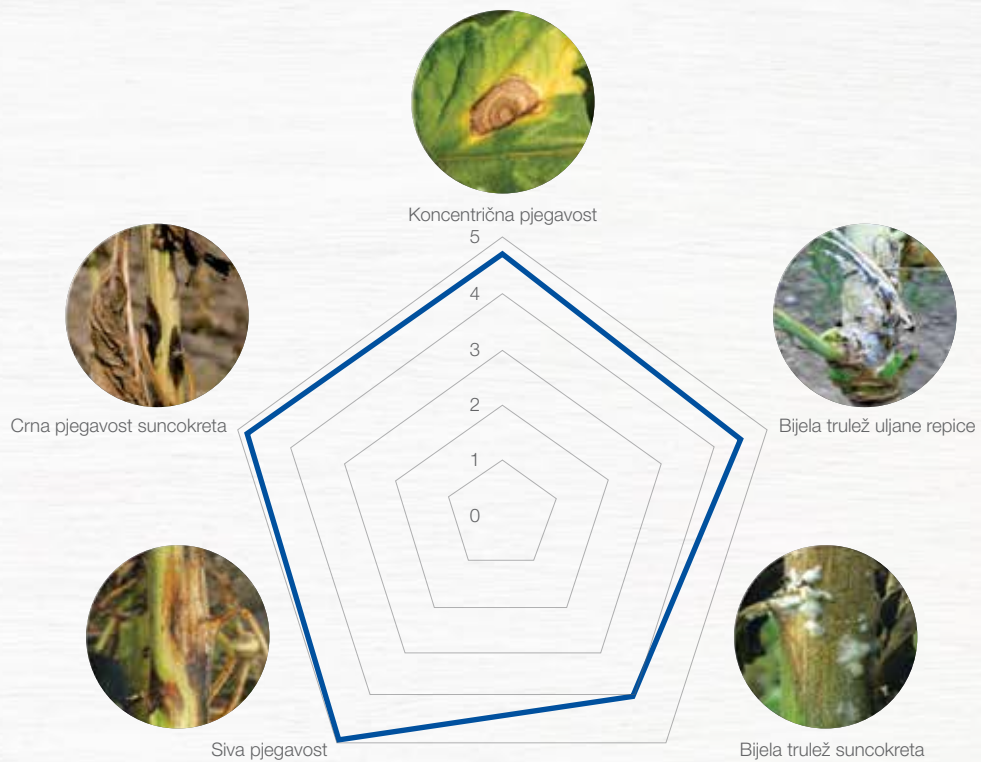 Koncentrična pjegavost
5
4
3
2
1
0
Crna pjegavost suncokreta
Bijela trulež uljane repice
Siva pjegavost
Bijela trulež suncokreta